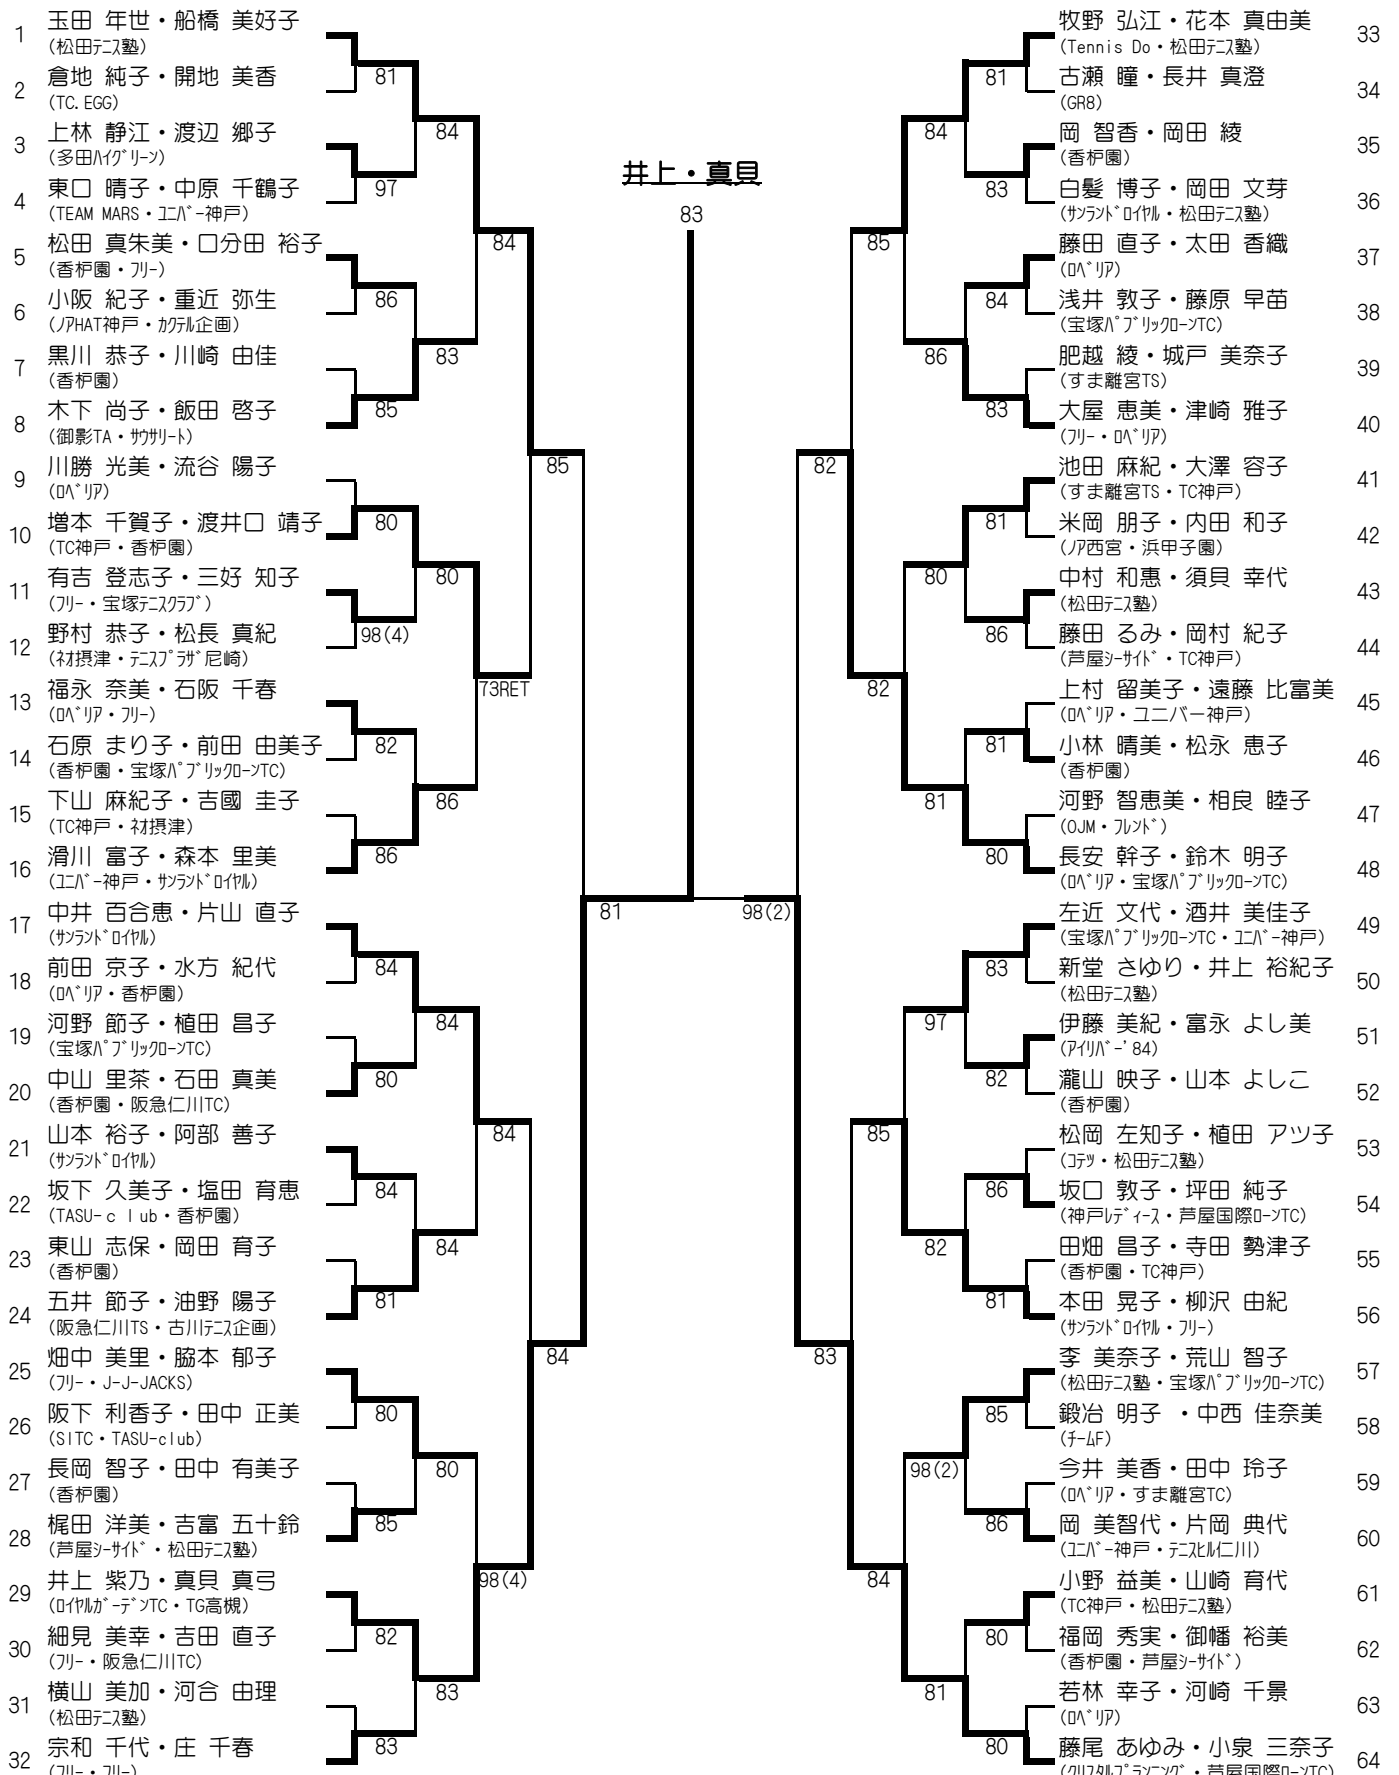 井上・真貝
83
1 玉田 年世・船橋 美好子
(松田テニス塾)
2 倉地 純子・開地 美香
(TC.EGG)
81
3 上林 静江・渡辺 郷子
(多田ハイグリーン)
4 東口 晴子・中原 千鶴子
(TEAM MARS・ユニバー神戸)
97
84
5 松田 真朱美・口分田 裕子
(香枦園・フリー)
6 小阪 紀子・重近 弥生
(ノアHAT神戸・カクテル企画)
86
7 黒川 恭子・川崎 由佳
(香枦園)
8 木下 尚子・飯田 啓子
(御影TA・サウサリート)
85
83
84
9 川勝 光美・流谷 陽子
(ロベリア)
10 増本 千賀子・渡井口 靖子
(TC神戸・香枦園)
80
11 有吉 登志子・三好 知子
(フリー・宝塚テニスクラブ)
12 野村 恭子・松長 真紀
(ネオ摂津・テニスプラザ尼崎)
98(4)
80
13 福永 奈美・石阪 千春
(ロベリア・フリー)
14 石原 まり子・前田 由美子
(香枦園・宝塚パブリックローンTC)
82
15 下山 麻紀子・吉國 圭子
(TC神戸・ネオ摂津)
16 滑川 富子・森本 里美
(ユニバー神戸・サンランドロイヤル)
86
86
73RET
85
17 中井 百合恵・片山 直子
(サンランドロイヤル)
18 前田 京子・水方 紀代
(ロベリア・香枦園)
84
19 河野 節子・植田 昌子
(宝塚パブリックローンTC)
20 中山 里茶・石田 真美
(香枦園・阪急仁川TC)
80
84
21 山本 裕子・阿部 善子
(サンランドロイヤル)
22 坂下 久美子・塩田 育恵
(TASU-ｃｌub・香枦園)
84
23 東山 志保・岡田 育子
(香枦園)
24 五井 節子・油野 陽子
(阪急仁川TS・古川テニス企画)
81
84
84
25 畑中 美里・脇本 郁子
(フリー・J-J-JACKS)
26 阪下 利香子・田中 正美
(SITC・TASU-club)
80
27 長岡 智子・田中 有美子
(香枦園)
28 梶田 洋美・吉富 五十鈴
(芦屋シーサイド・松田テニス塾)
85
80
29 井上 紫乃・真貝 真弓
(ロイヤルガーデンTC・TG高槻)
30 細見 美幸・吉田 直子
(フリー・阪急仁川TC)
82
31 横山 美加・河合 由理
(松田テニス塾)
32 宗和 千代・庄 千春
(フリー・フリー)
83
83
98(4)
84
81
牧野 弘江・花本 真由美 33
(Tennis Do・松田テニス塾)
古瀬 瞳・長井 真澄 34
(GR8)
81
岡 智香・岡田 綾 35
(香枦園)
白髪 博子・岡田 文芽 36
(サンランドロイヤル・松田テニス塾)
83
84
藤田 直子・太田 香織 37
(ロベリア)
浅井 敦子・藤原 早苗 38
(宝塚パブリックローンTC)
84
肥越 綾・城戸 美奈子 39
(すま離宮TS)
大屋 恵美・津崎 雅子 40
(フリー・ロベリア)
83
86
85
池田 麻紀・大澤 容子 41
(すま離宮TS・TC神戸)
米岡 朋子・内田 和子 42
(ノア西宮・浜甲子園)
81
中村 和惠・須貝 幸代 43
(松田テニス塾)
藤田 るみ・岡村 紀子 44
(芦屋シーサイド・TC神戸)
86
80
上村 留美子・遠藤 比富美 45
(ロベリア・ユニバー神戸)
小林 晴美・松永 恵子 46
(香枦園)
81
河野 智恵美・相良 睦子 47
(OJM・フレンド)
長安 幹子・鈴木 明子 48
(ロベリア・宝塚パブリックローンTC)
80
81
82
82
左近 文代・酒井 美佳子 49
(宝塚パブリックローンTC・ユニバー神戸)
新堂 さゆり・井上 裕紀子 50
(松田テニス塾)
83
伊藤 美紀・富永 よし美 51
(アイリバー'84)
瀧山 映子・山本 よしこ 52
(香枦園)
82
97
松岡 左知子・植田 アツ子 53
(コテツ・松田テニス塾)
坂口 敦子・坪田 純子 54
(神戸レディース・芦屋国際ローンTC)
86
田畑 昌子・寺田 勢津子 55
(香枦園・TC神戸)
本田 晃子・柳沢 由紀 56
(サンランドロイヤル・フリー)
81
82
85
李 美奈子・荒山 智子 57
(松田テニス塾・宝塚パブリックローンTC)
鍛冶 明子 ・中西 佳奈美 58
(チームF)
85
今井 美香・田中 玲子 59
(ロベリア・すま離宮TC)
岡 美智代・片岡 典代 60
(ユニバー神戸・テニスヒル仁川)
86
98(2)
小野 益美・山崎 育代 61
(TC神戸・松田テニス塾)
福岡 秀実・御幡 裕美 62
(香枦園・芦屋シーサイド)
80
若林 幸子・河崎 千景 63
(ロベリア)
藤尾 あゆみ・小泉 三奈子 64
(クリスタルプランニング・芦屋国際ローンTC)
80
81
84
83
98(2)